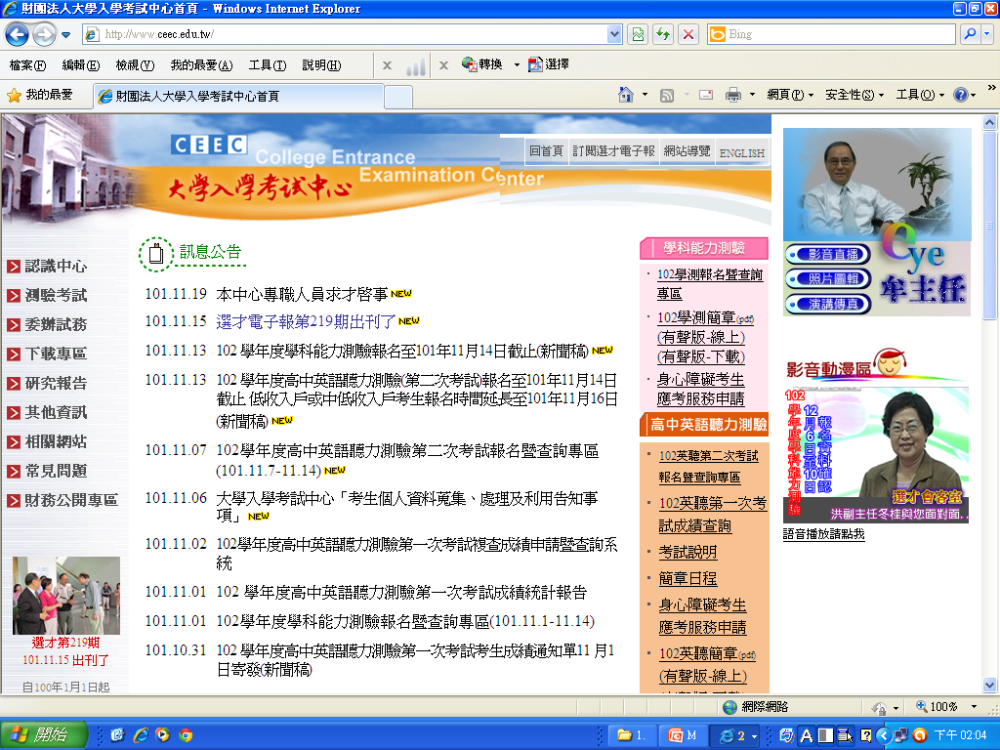 財團法人大學入學考試中心首頁 - Windows Internet Explorer
http://www.ceec.edu.tw/
Bing
檔案(F) 編輯(E) 檢視(V) 我的最愛(A) 工具(T) 說明(H)
轉換 選擇
我的最愛
財團法人大學入學考試中心首頁
網頁(P) 安全性(S) 工具(O)
CEEC College Entrance
Examination Center
大學入學考試中心
回首頁 訂閱選才電子報 網站導覽 ENGLISH
認識中心
測驗考試
委辦試務
下載專區
研究報告
其他資訊
相關網站
常見問題
財務公開專區
選才第219期
101.11.15 出刊了
自100年1月1日起
訊息公告
101.11.19 本中心專職人員求才啓事 NEW
101.11.15 選才電子報第219期出刊了 NEW
101.11.13 102 學年度學科能力測驗報名至101年11月14日截止(新聞稿) NEW
101.11.13 102 學年度高中英語聽力測驗(第二次考試)報名至101年11月14日
截止 低收入戶或中低收入戶考生報名時間延長至101年11月16日
(新聞稿) NEW
101.11.07 102學年度高中英語聽力測驗第二次考試報名暨查詢專區
(101.11.7-11.14) NEW
101.11.06 大學入學考試中心「考生個人資料蒐集、處理及利用告知事
項」 NEW
101.11.02 102學年度高中英語聽力測驗第一次考試複查成績申請暨查詢系
統
101.11.01 102 學年度高中英語聽力測驗第一次考試成績統計報告
101.11.01 102學年度學科能力測驗報名暨查詢專區(101.11.1-11.14)
101.10.31 102 學年度高中英語聽力測驗第一次考試考生成績通知單11 月1
日寄發(新聞稿)
學科能力測驗
102學測報名暨查詢
專區
102學測簡章(pdf)
(有聲版-線上)
(有聲版-下載)
身心障礙考生
應考服務申請
高中英語聽力測驗
102英聽第二次考試
報名暨查詢專區
102英聽第一次考
試成績查詢
考試說明
簡章日程
身心障礙考生
應考服務申請
102英聽簡章(pdf)
(有聲版-線上)
影音直播
照片圖輯
演講傳真
eye
牟主任
影音動漫區
102
學年度學科能力測驗
12月6日至10日
報名資料確認
選才會客室
洪副主任冬桂與您面對面..
語音播放請點我
網際網路 100%
開始 1. M 2 A 下午 02:04